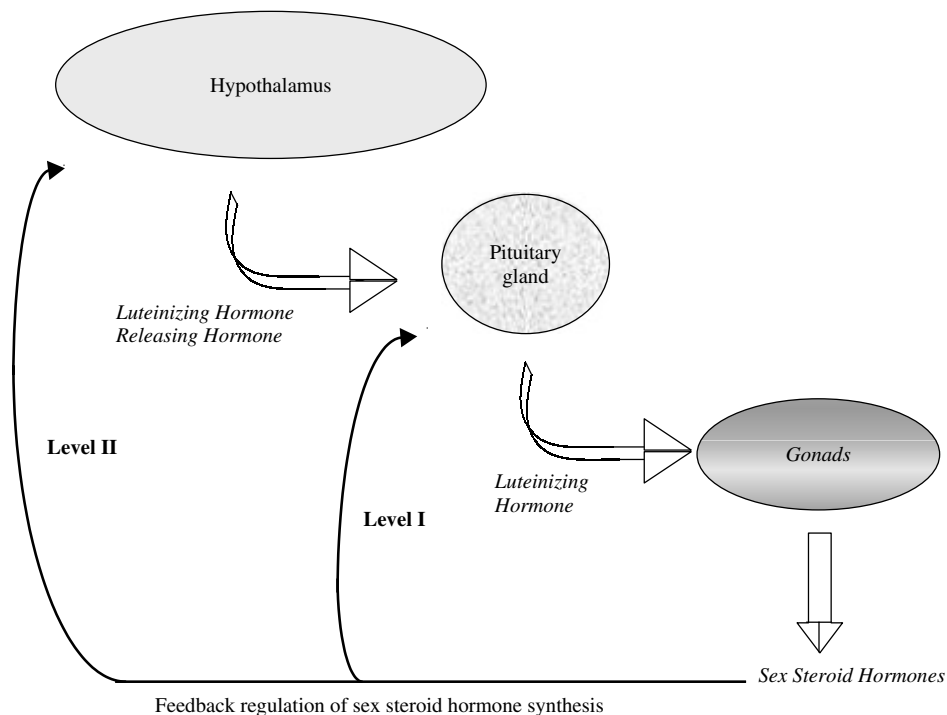 Hypothalamus
Pituitary
gland
Luteinizing Hormone
Releasing Hormone
Level II
Level I
Luteinizing
Hormone
Gonads
Sex Steroid Hormones
Feedback regulation of sex steroid hormone synthesis